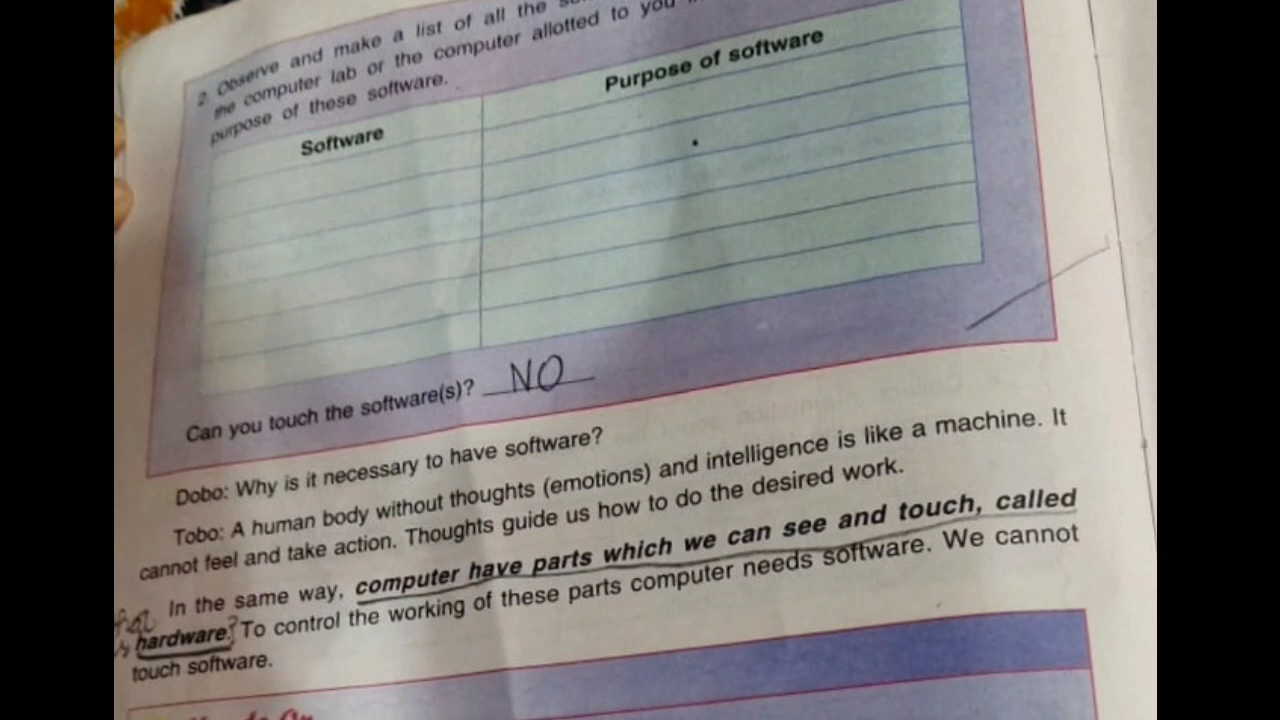 2. Observe and make a list of all the
the computer lab or the computer allotted to you
purpose of these software.
Software
Purpose of software
Can you touch the software(s)? NO
Dobo: Why is it necessary to have software?
Tobo: A human body without thoughts (emotions) and intelligence is like a machine. It
cannot feel and take action. Thoughts guide us how to do the desired work.
In the same way, computer have parts which we can see and touch, called
hardware. To control the working of these parts computer needs software. We cannot
touch software.